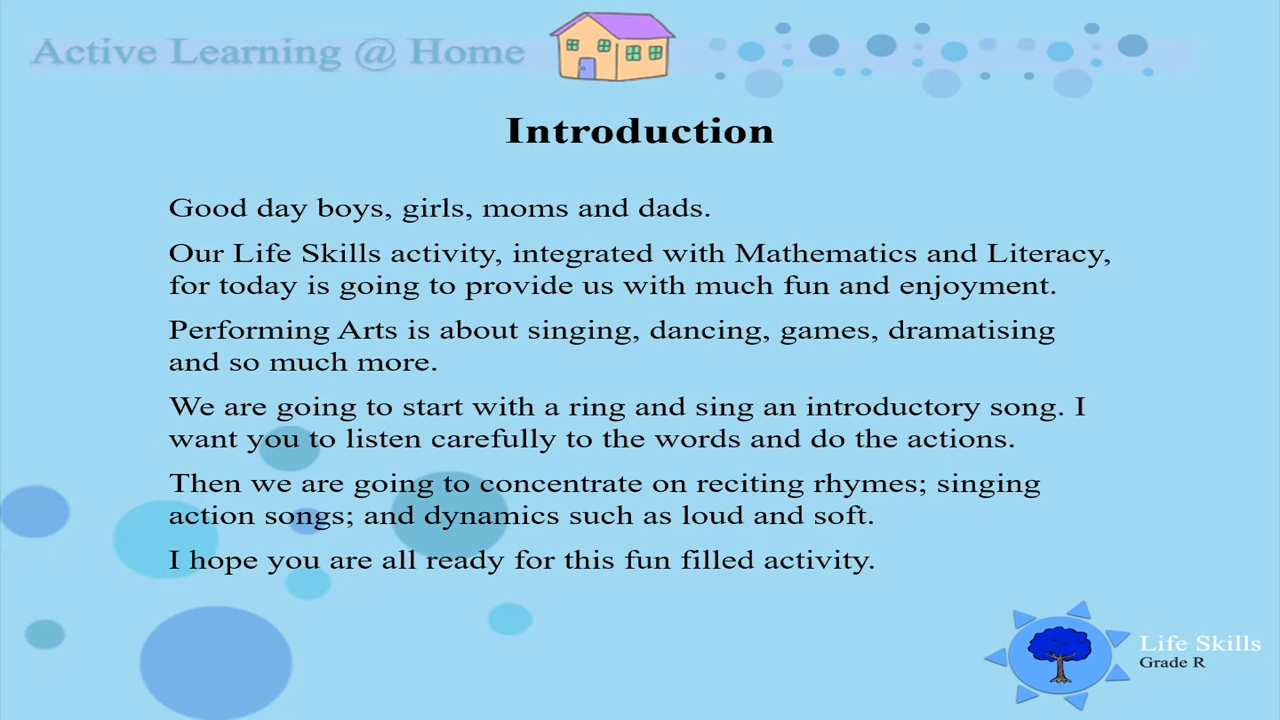 Active Learning @ Home
Introduction
Good day boys, girls, moms and dads.
Our Life Skills activity, integrated with Mathematics and Literacy,
for today is going to provide us with much fun and enjoyment.
Performing Arts is about singing, dancing, games, dramatising
and so much more.
We are going to start with a ring and sing an introductory song. I
want you to listen carefully to the words and do the actions.
Then we are going to concentrate on reciting rhymes; singing
action songs; and dynamics such as loud and soft.
I hope you are all ready for this fun filled activity.
Life Skills
Grade R